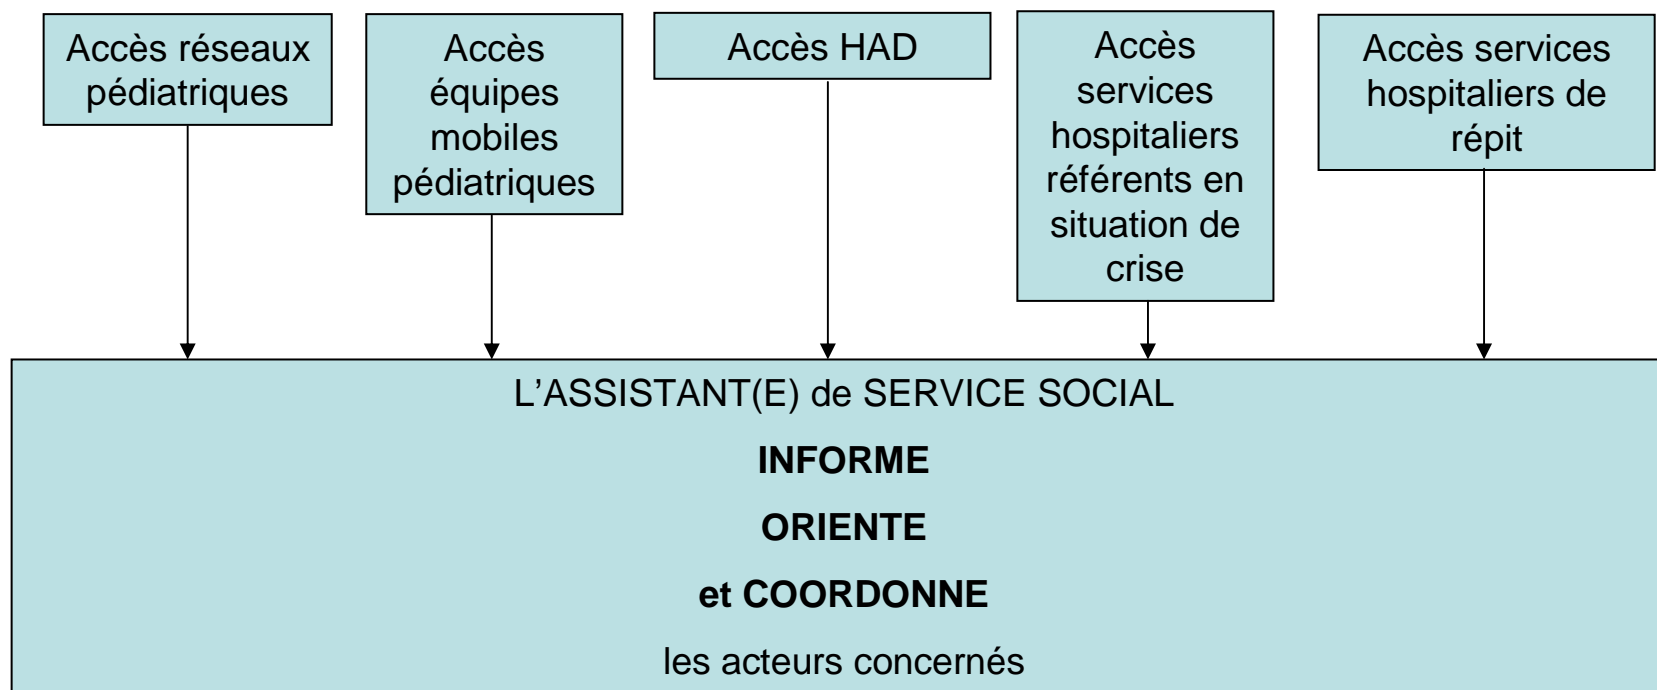 Accès réseaux
pédiatriques
Accès
équipes
mobiles
pédiatriques
Accès HAD
Accès
services
hospitaliers
référents en
situation de
crise
Accès services
hospitaliers de
répit
L’ASSISTANT(E) de SERVICE SOCIAL
INFORME
ORIENTE
et COORDONNE
les acteurs concernés